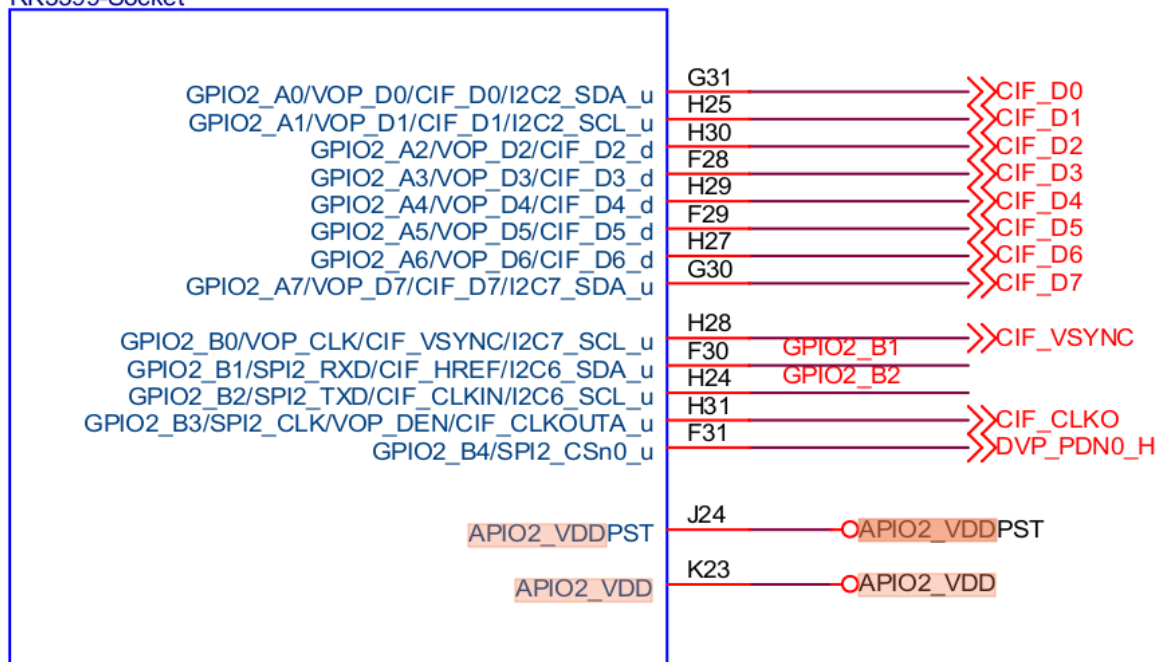 RK3399-Socket
GPIO2_A0/VOP_D0/CIF_D0/I2C2_SDA_u G31 CIF_D0
GPIO2_A1/VOP_D1/CIF_D1/I2C2_SCL_u H25 CIF_D1
GPIO2_A2/VOP_D2/CIF_D2_d H30 CIF_D2
GPIO2_A3/VOP_D3/CIF_D3_d F28 CIF_D3
GPIO2_A4/VOP_D4/CIF_D4_d H29 CIF_D4
GPIO2_A5/VOP_D5/CIF_D5_d F29 CIF_D5
GPIO2_A6/VOP_D6/CIF_D6_d H27 CIF_D6
GPIO2_A7/VOP_D7/CIF_D7/I2C7_SDA_u G30 CIF_D7
GPIO2_B0/VOP_CLK/CIF_VSYNC/I2C7_SCL_u H28 CIF_VSYNC
GPIO2_B1/SPI2_RXD/CIF_HREF/I2C6_SDA_u F30 GPIO2_B1
GPIO2_B2/SPI2_TXD/CIF_CLKIN/I2C6_SCL_u H24 GPIO2_B2
GPIO2_B3/SPI2_CLK/VOP_DEN/CIF_CLKOUTA_u H31 CIF_CLKO
GPIO2_B4/SPI2_CSn0_u F31 DVP_PDN0_H
APIO2_VDDPST J24 APIO2_VDDPST
APIO2_VDD K23 APIO2_VDD